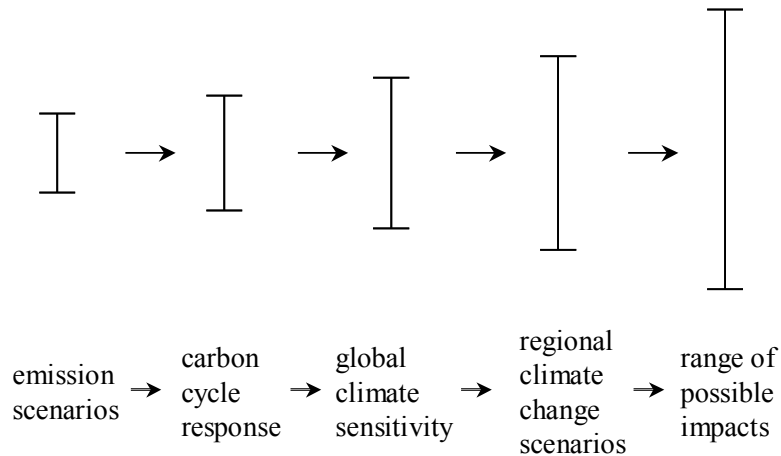 emission
scenarios
carbon
cycle
response
global
climate
sensitivity
regional
climate
change
scenarios
range of
possible
impacts